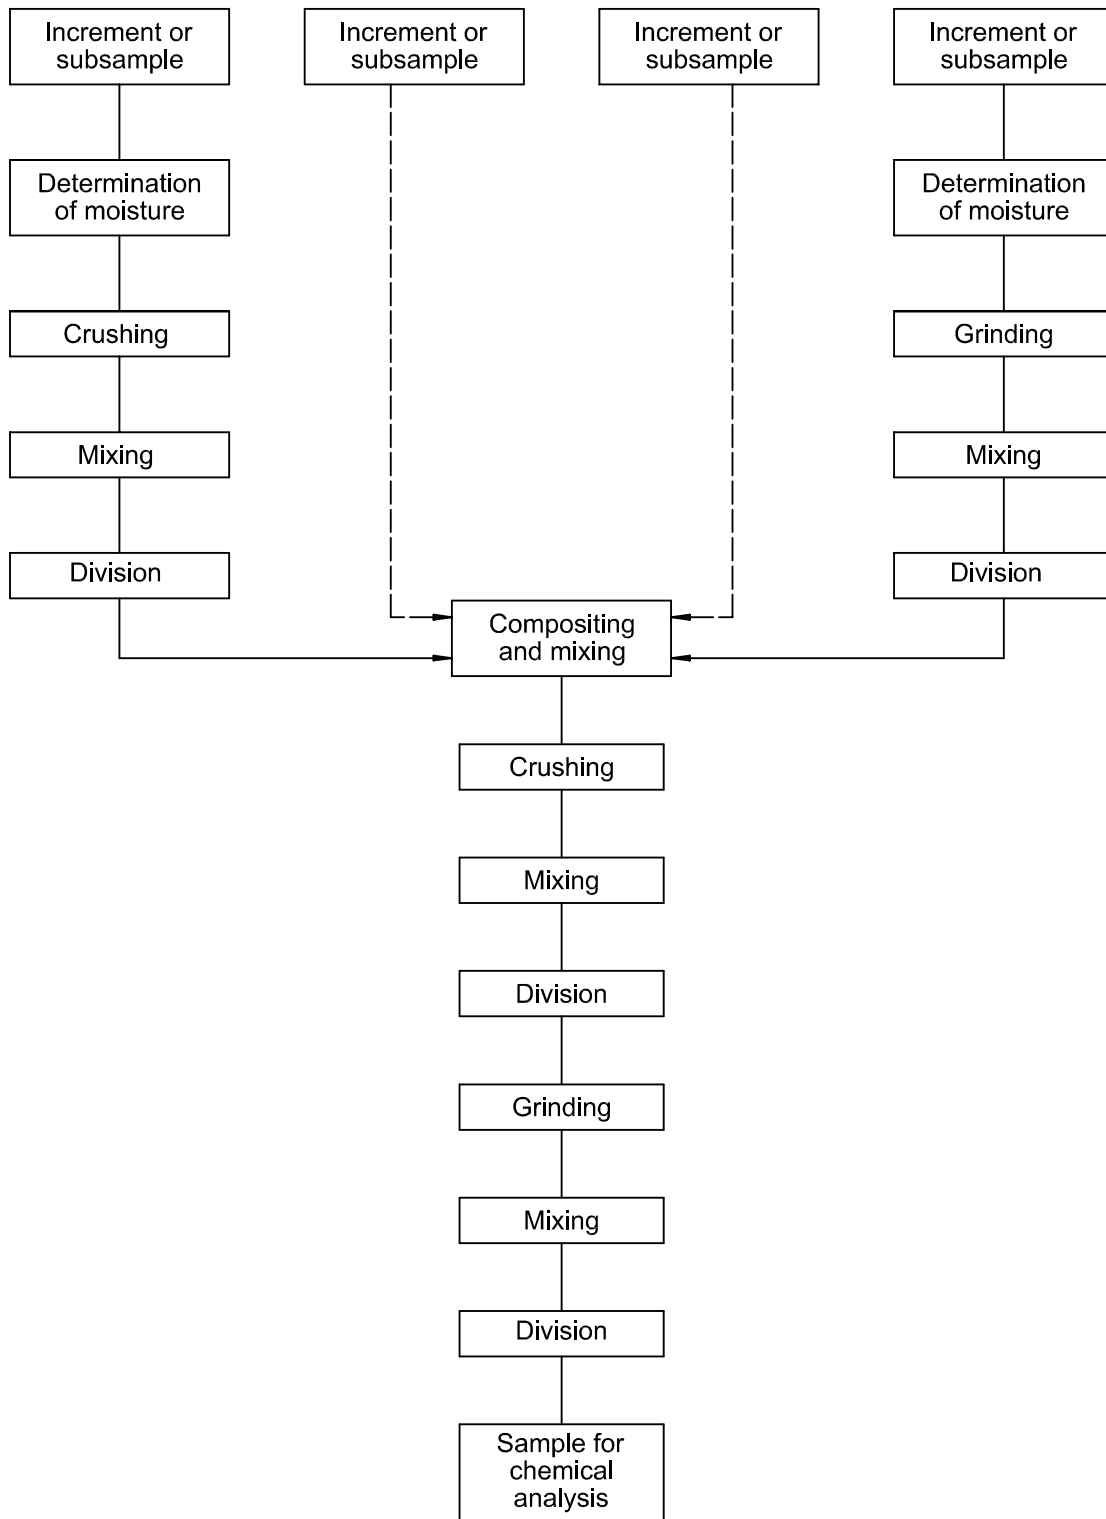 Increment or
subsample
Increment or
subsample
Increment or
subsample
Increment or
subsample
Determination
of moisture
Determination
of moisture
Crushing
Grinding
Mixing
Mixing
Division
Division
Compositing
and mixing
Crushing
Mixing
Division
Grinding
Mixing
Division
Sample for
chemical
analysis